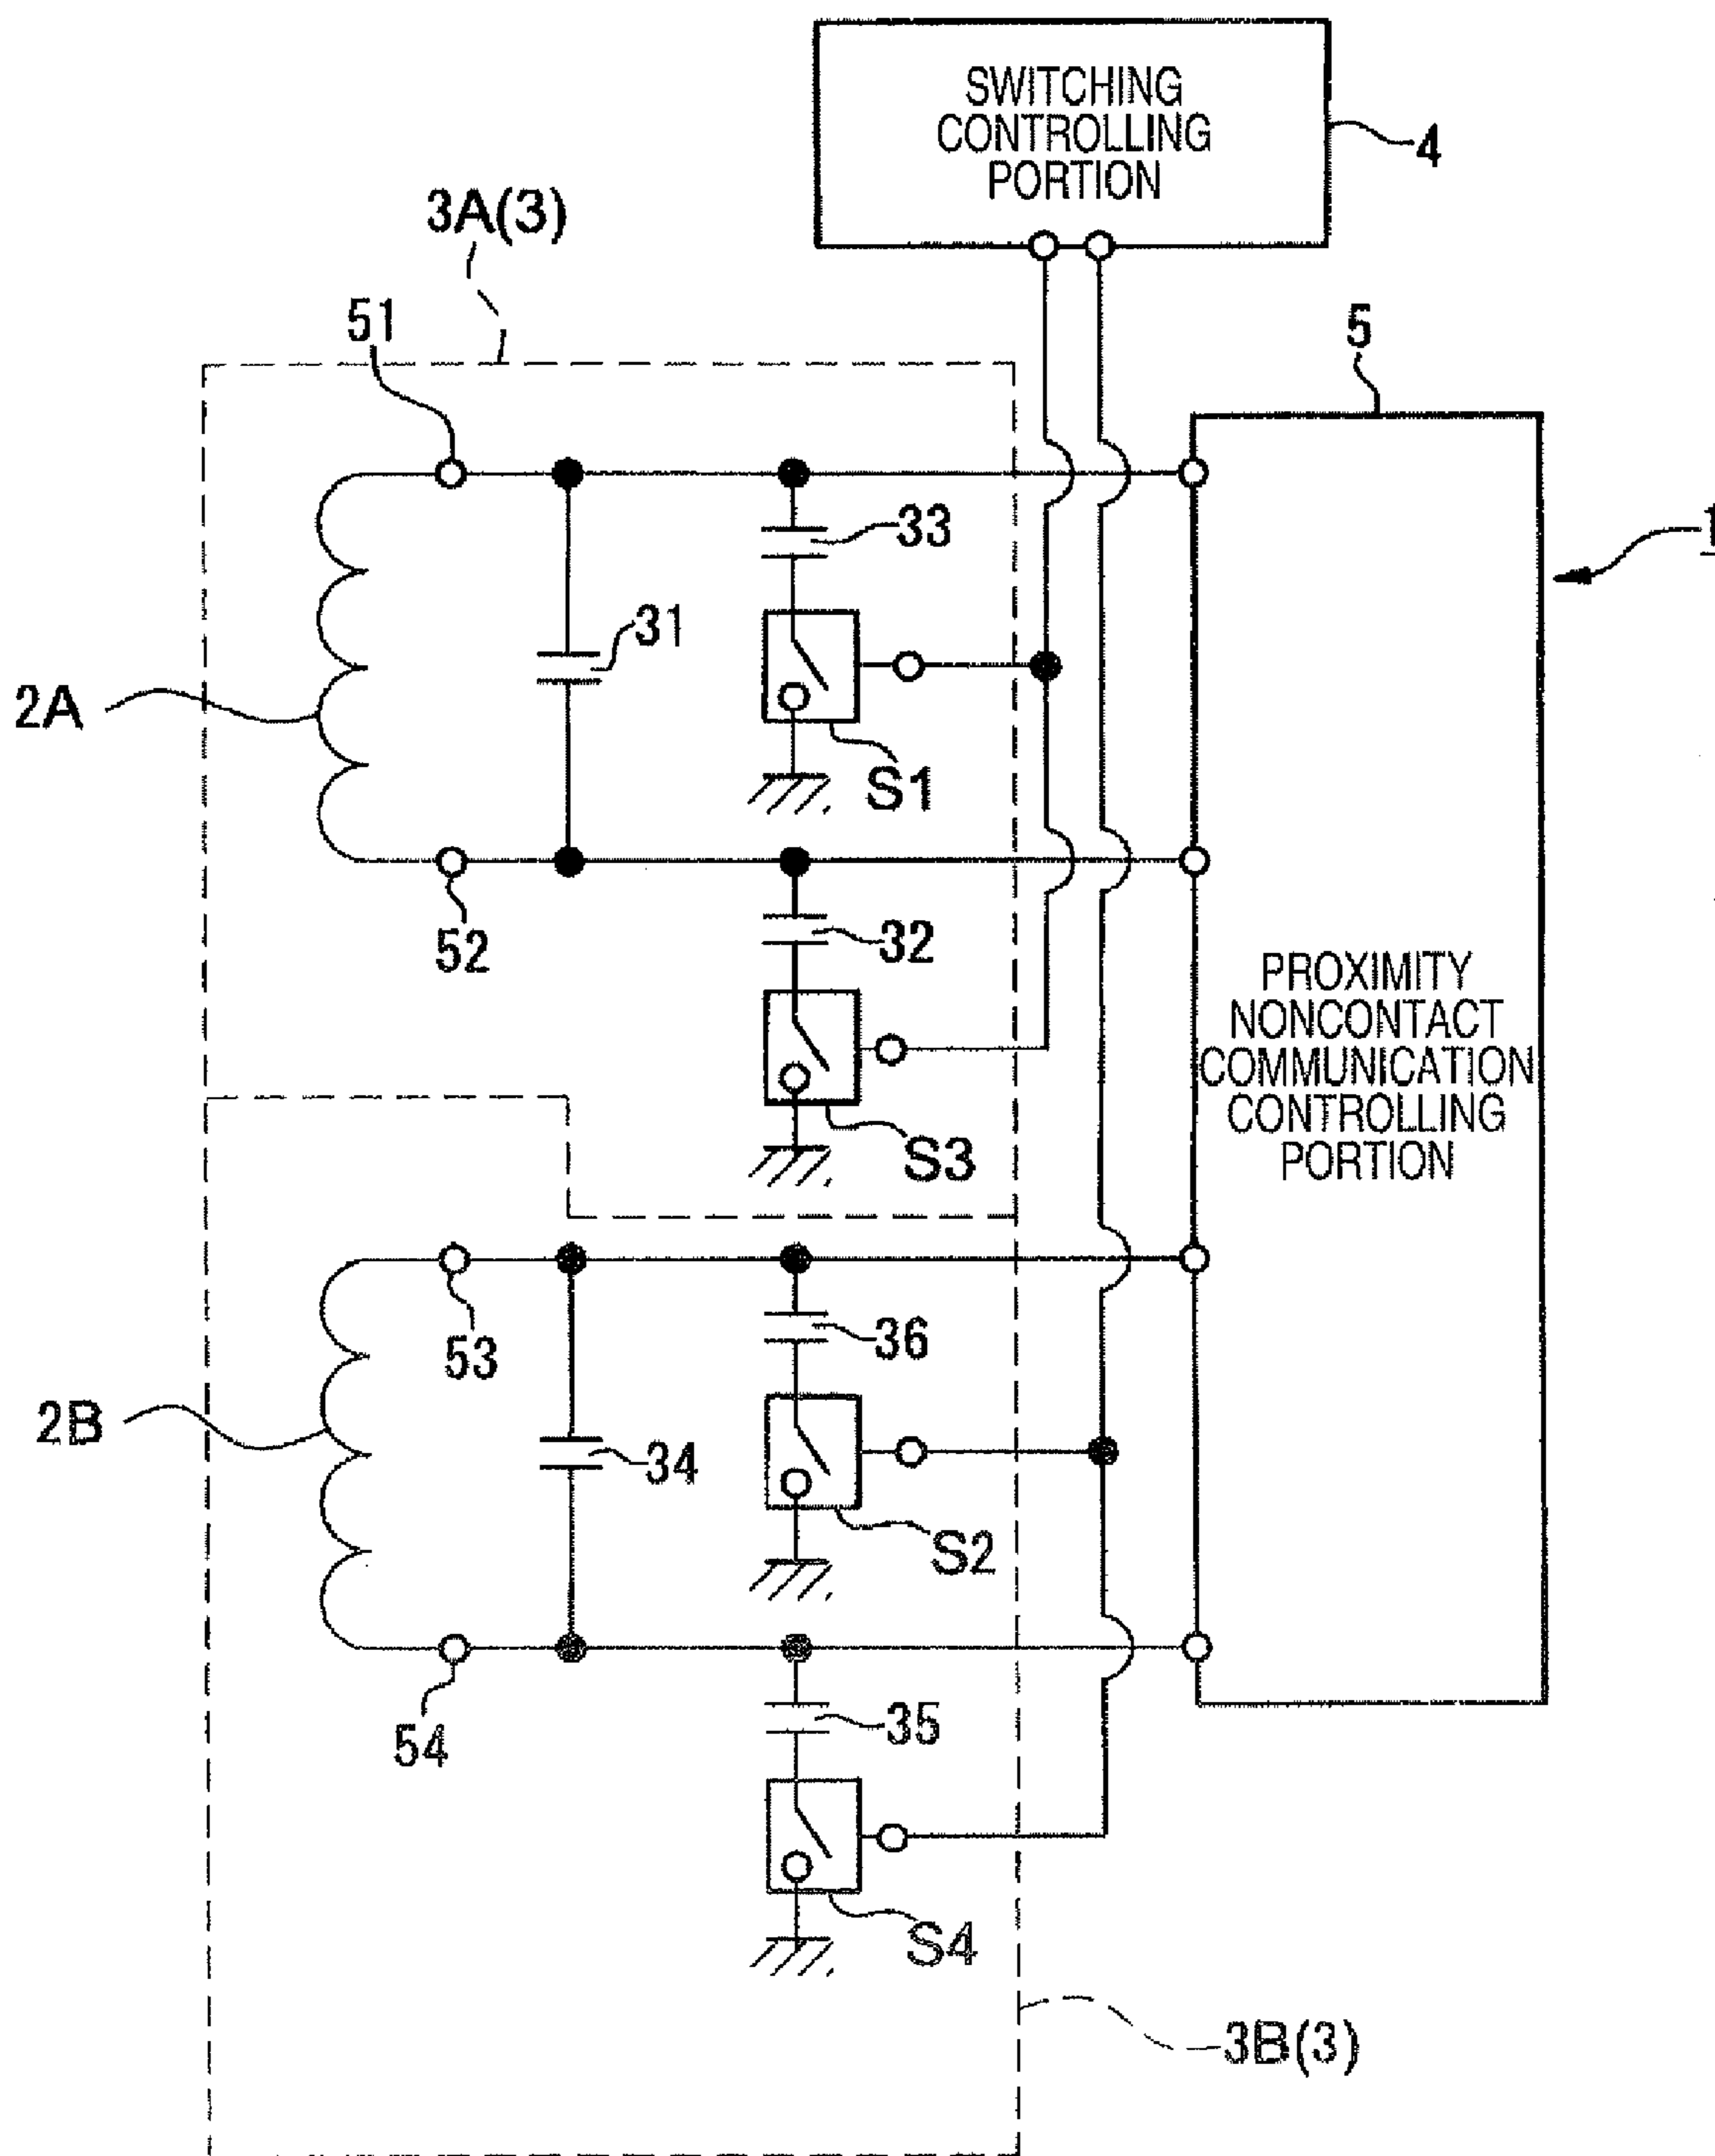 SWITCHING
CONTROLLING
PORTION
4
3A(3)
51
5
1
33
31
2A
S1
52
32
PROXIMITY
NONCONTACT
COMMUNICATION
CONTROLLING
PORTION
S3
53
36
2B
34
S2
54
35
S4
3B(3)